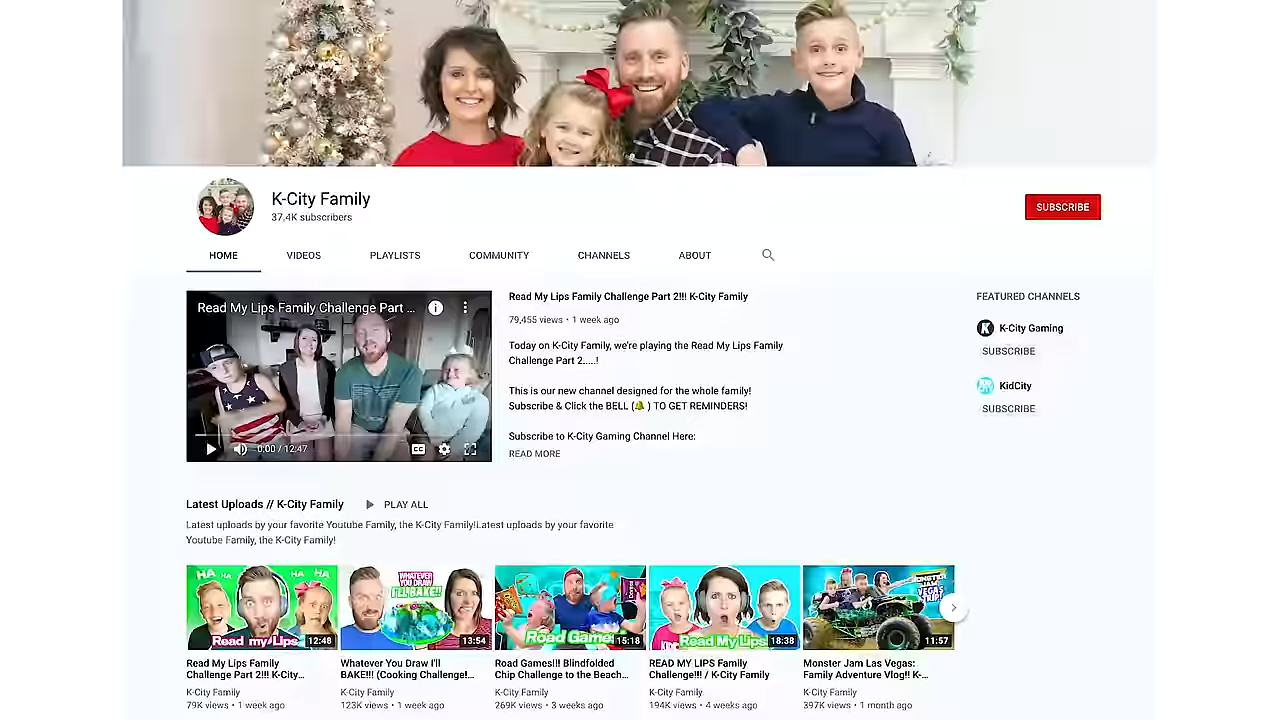 K-City Family
37.4K subscribers
SUBSCRIBE
HOME
VIDEOS
PLAYLISTS
COMMUNITY
CHANNELS
ABOUT
Read My Lips Family Challenge Part ...
0:00 / 12:47
CC
Read My Lips Family Challenge Part 2!!! K-City Family
79,455 views • 1 week ago
Today on K-City Family, we're playing the Read My Lips Family
Challenge Part 2.....!
This is our new channel designed for the whole family!
Subscribe & Click the BELL (🔔 ) TO GET REMINDERS!
Subscribe to K-City Gaming Channel Here:
READ MORE
FEATURED CHANNELS
K
K-City Gaming
SUBSCRIBE
KidCity
SUBSCRIBE
Latest Uploads // K-City Family
PLAY ALL
Latest uploads by your favorite Youtube Family, the K-City Family!Latest uploads by your favorite
Youtube Family, the K-City Family!
HA HA HA HA
Read my Lips
12:48
WHATEVER
YOU DRAW
I'LL BAKE!!
13:54
Road Game
15:18
Read My Lips
18:38
MONSTER
JAM
VEGAS
TRIP!
11:57
Read My Lips Family
Challenge Part 2!!! K-City...
K-City Family
79K views • 1 week ago
Whatever You Draw I'll
BAKE!!! (Cooking Challenge!...
K-City Family
123K views • 1 week ago
Road Games!!! Blindfolded
Chip Challenge to the Beach...
K-City Family
269K views • 3 weeks ago
READ MY LIPS Family
Challenge!!! / K-City Family
K-City Family
194K views • 4 weeks ago
Monster Jam Las Vegas:
Family Adventure Vlog!! K-...
K-City Family
397K views • 1 month ago